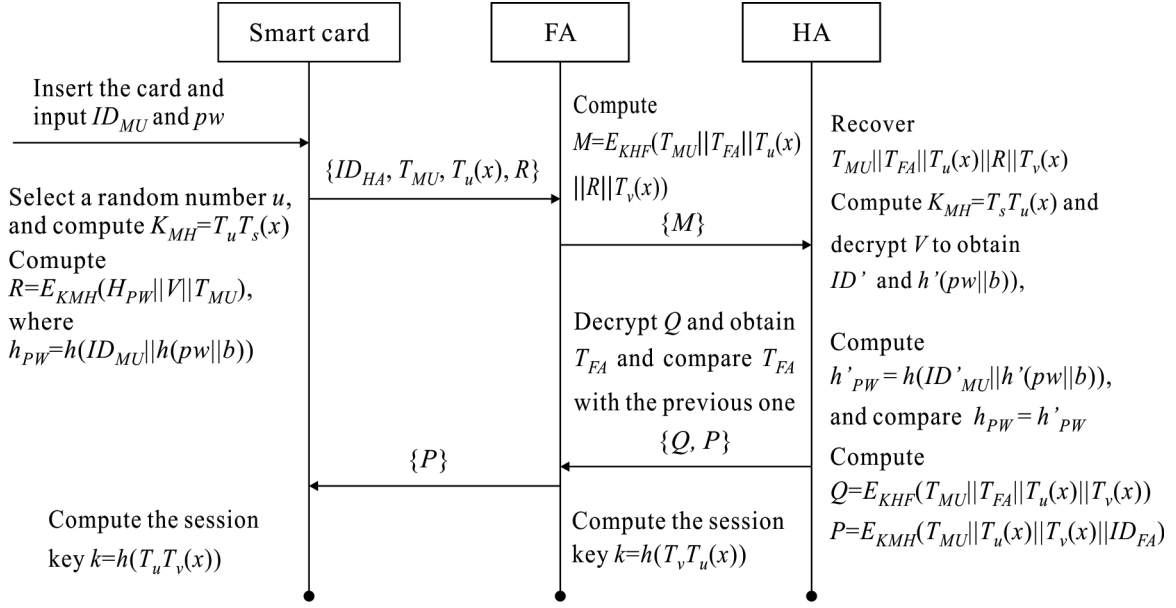 Smart card
FA
HA
Insert the card and
input ID_MU and pw
{ID_HA, T_MU, T_u(x), R}
Select a random number u,
and compute K_MH=T_uT_s(x)
Comupte
R=E_KMH(H_PW||V||T_MU),
where
h_PW=h(ID_MU||h(pw||b))
Compute
M=E_KHF(T_MU||T_FA||T_u(x)
||R||T_v(x))
{M}
Recover
T_MU||T_FA||T_u(x)||R||T_v(x)
Compute K_MH=T_sT_u(x) and
decrypt V to obtain
ID’ and h’(pw||b)),
Compute
h’_PW = h(ID’_MU||h’(pw||b)),
and compare h_PW = h’_PW
Compute
Q=E_KHF(T_MU||T_FA||T_u(x)||T_v(x))
P=E_KMH(T_MU||T_u(x)||T_v(x)||ID_FA)
{Q, P}
Decrypt Q and obtain
T_FA and compare T_FA
with the previous one
{P}
Compute the session
key k=h(T_vT_u(x))
Compute the session
key k=h(T_uT_v(x))